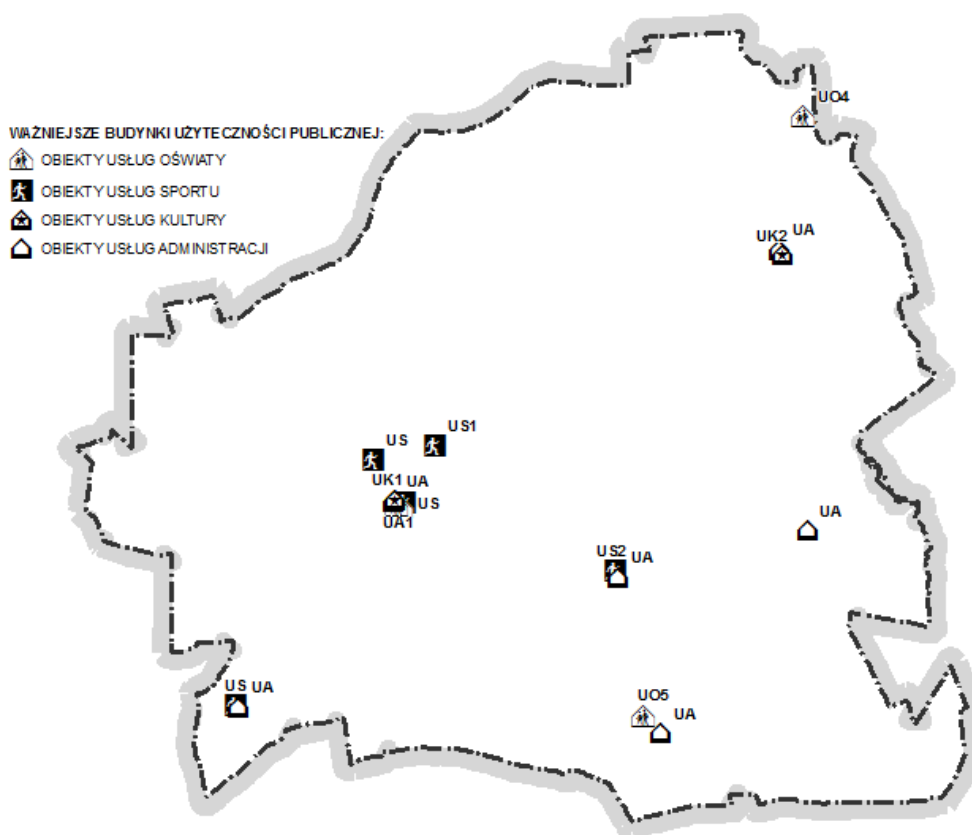 UO4
WAŻNIEJSZE BUDYNKI UŻYTECZNOŚCI PUBLICZNEJ:
OBIEKTY USŁUG OŚWIATY
OBIEKTY USŁUG SPORTU
OBIEKTY USŁUG KULTURY
OBIEKTY USŁUG ADMINISTRACJI
UK2 UA
US1
US
UK1 UA
US
UA1
UA
US2 UA
US UA
UO5
UA